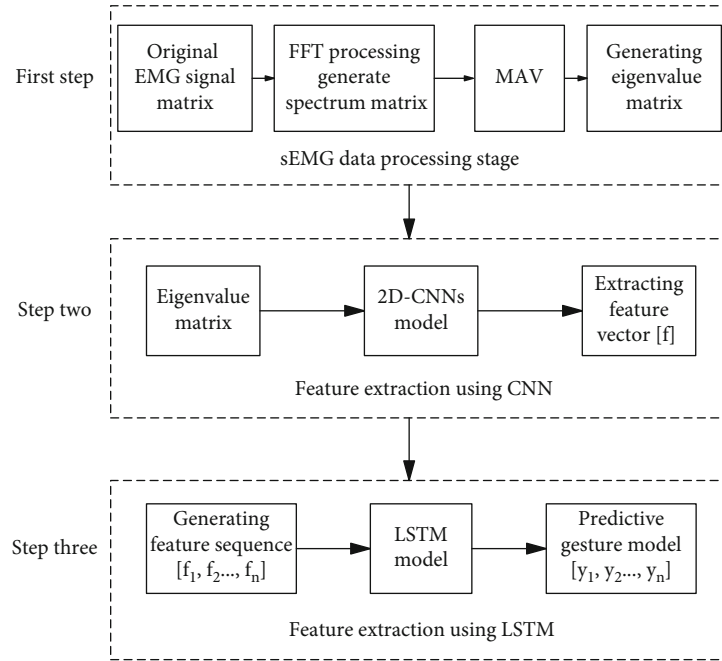 First step
Original
EMG signal
matrix
FFT processing
generate
spectrum matrix
MAV
Generating
eigenvalue
matrix
sEMG data processing stage
Step two
Eigenvalue
matrix
2D-CNNs
model
Extracting
feature
vector [f]
Feature extraction using CNN
Step three
Generating
feature sequence
[f₁, f₂..., fₙ]
LSTM
model
Predictive
gesture model
[y₁, y₂..., yₙ]
Feature extraction using LSTM